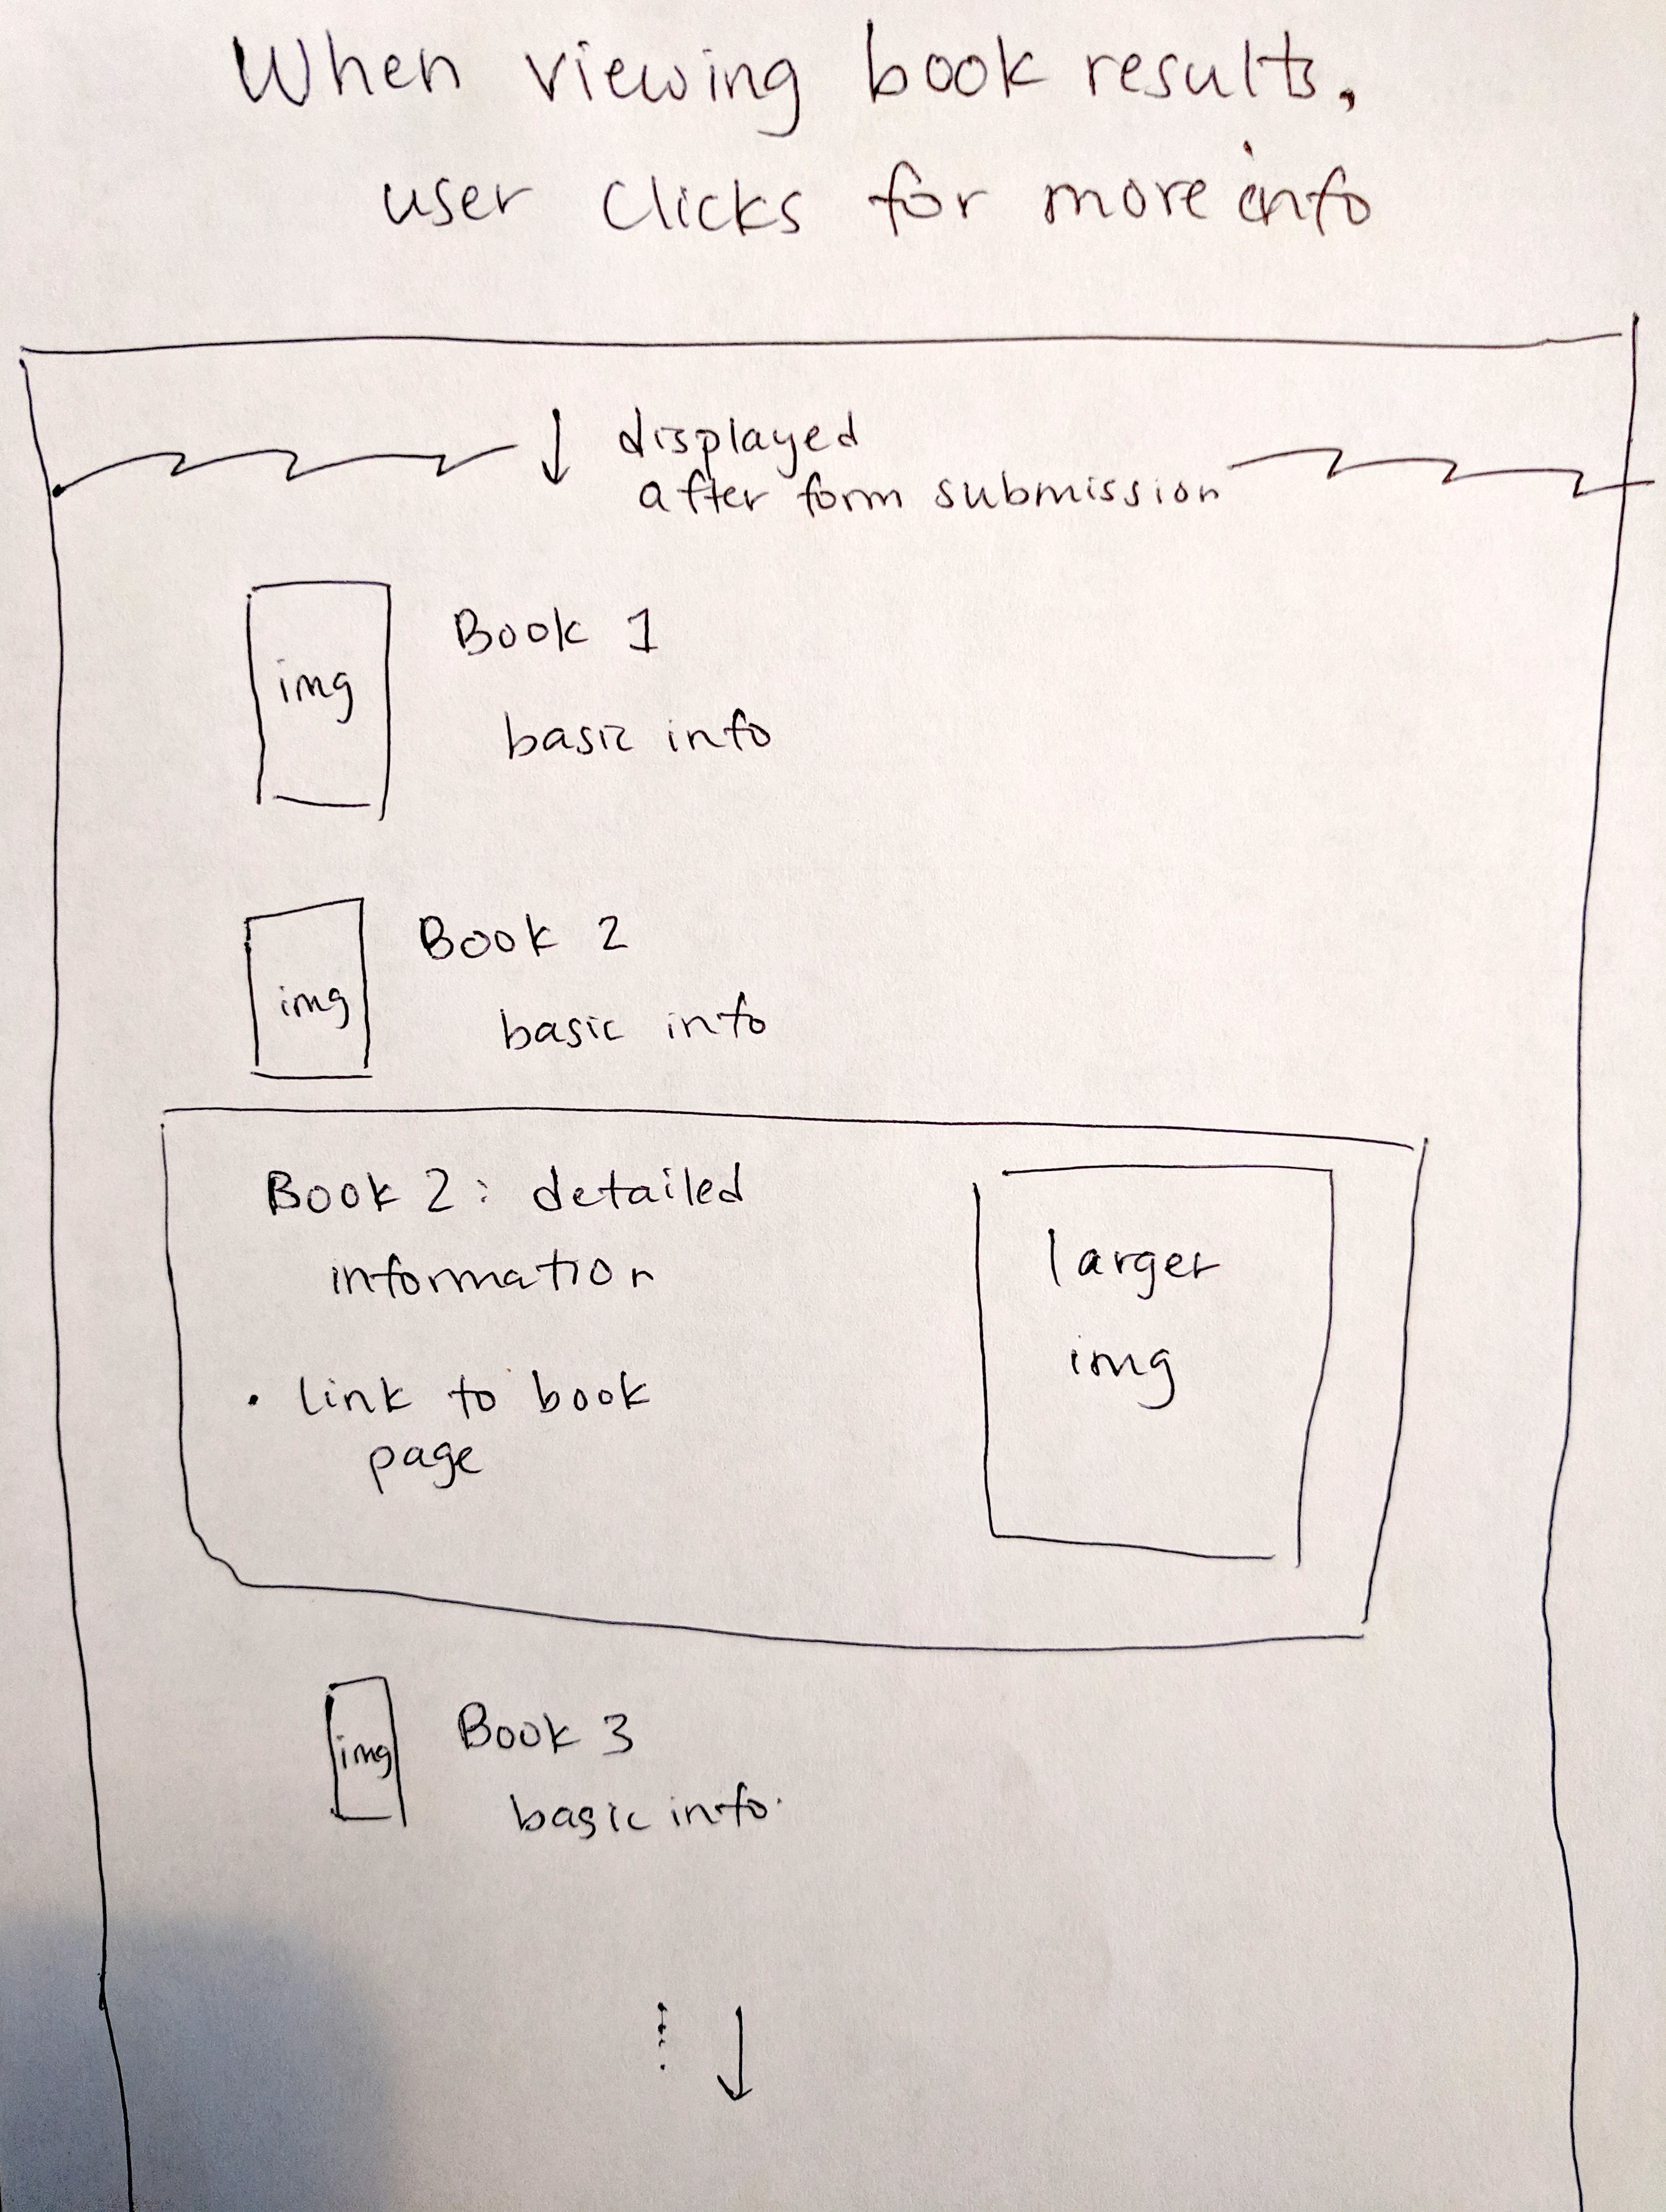 When viewing book results,
user clicks for more info
↓ displayed
after form submission
img
Book 1
basic info
img
Book 2
basic info
Book 2: detailed
information
• link to book
page
larger
img
img
Book 3
basic info.
⋮ ↓